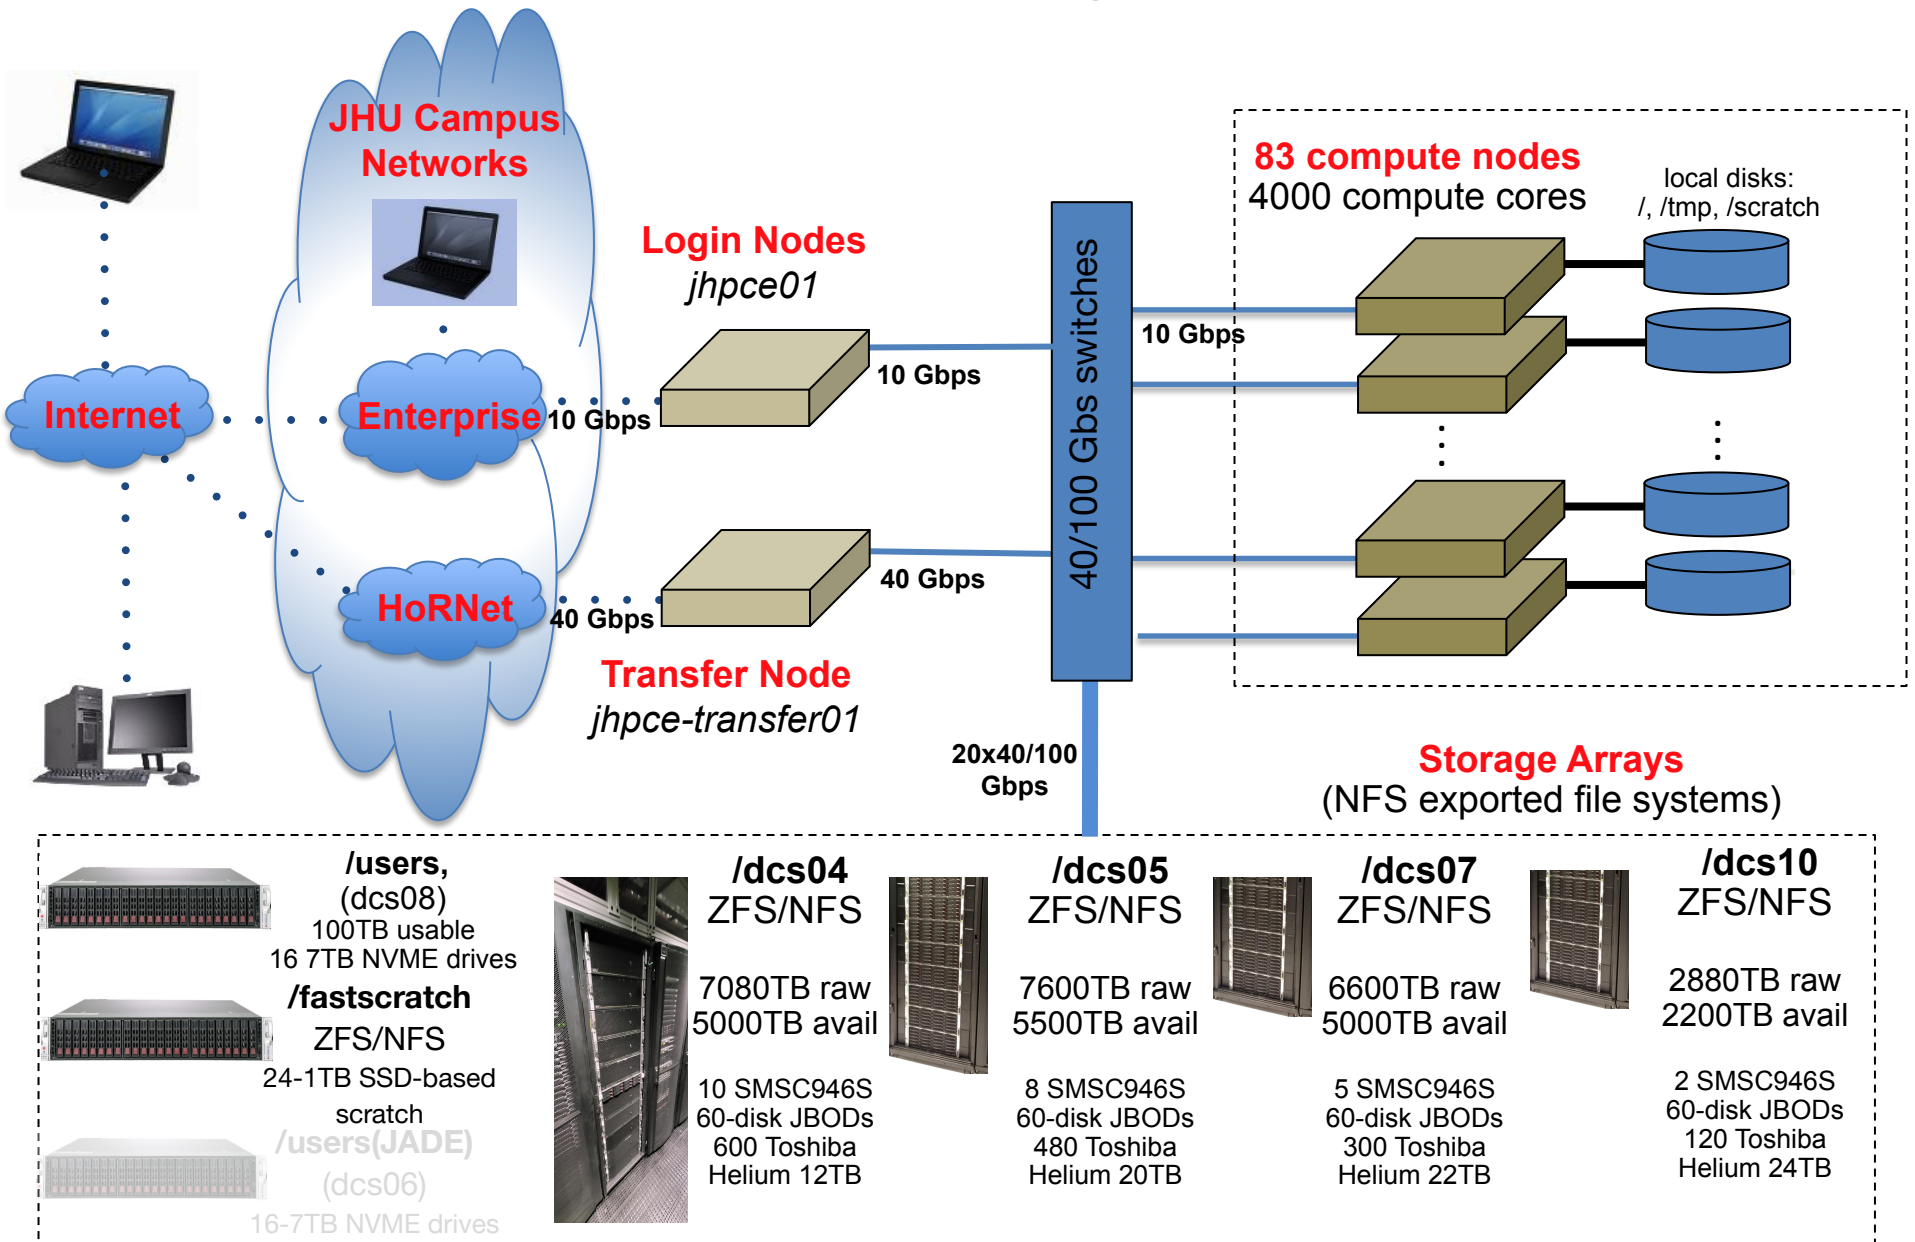 JHU Campus
Networks
Internet
Enterprise
HoRNet
10 Gbps
40 Gbps
Login Nodes
jhpce01
10 Gbps
40 Gbps
Transfer Node
jhpce-transfer01
40/100 Gbs switches
10 Gbps
20x40/100
Gbps
83 compute nodes
4000 compute cores
local disks:
/, /tmp, /scratch
Storage Arrays
(NFS exported file systems)
/users,
(dcs08)
100TB usable
16 7TB NVME drives
/fastscratch
ZFS/NFS
24-1TB SSD-based
scratch
/users(JADE)
(dcs06)
16-7TB NVME drives
/dcs04
ZFS/NFS
7080TB raw
5000TB avail
10 SMSC946S
60-disk JBODs
600 Toshiba
Helium 12TB
/dcs05
ZFS/NFS
7600TB raw
5500TB avail
8 SMSC946S
60-disk JBODs
480 Toshiba
Helium 20TB
/dcs07
ZFS/NFS
6600TB raw
5000TB avail
5 SMSC946S
60-disk JBODs
300 Toshiba
Helium 22TB
/dcs10
ZFS/NFS
2880TB raw
2200TB avail
2 SMSC946S
60-disk JBODs
120 Toshiba
Helium 24TB